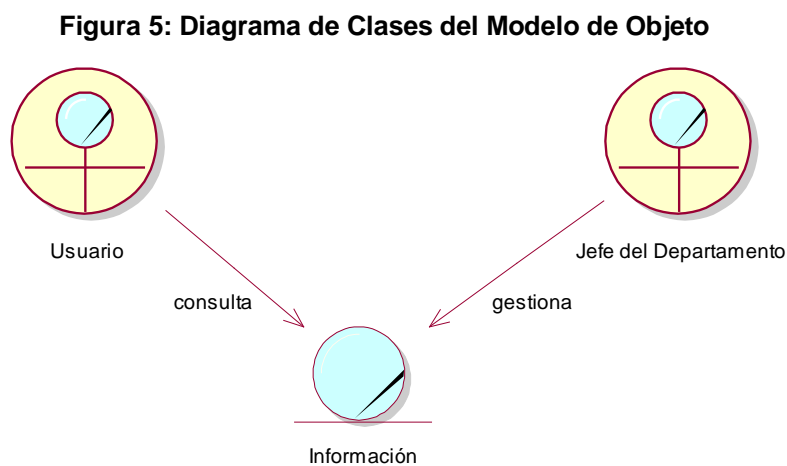 Figura 5: Diagrama de Clases del Modelo de Objeto
Usuario
Jefe del Departamento
consulta
gestiona
Información